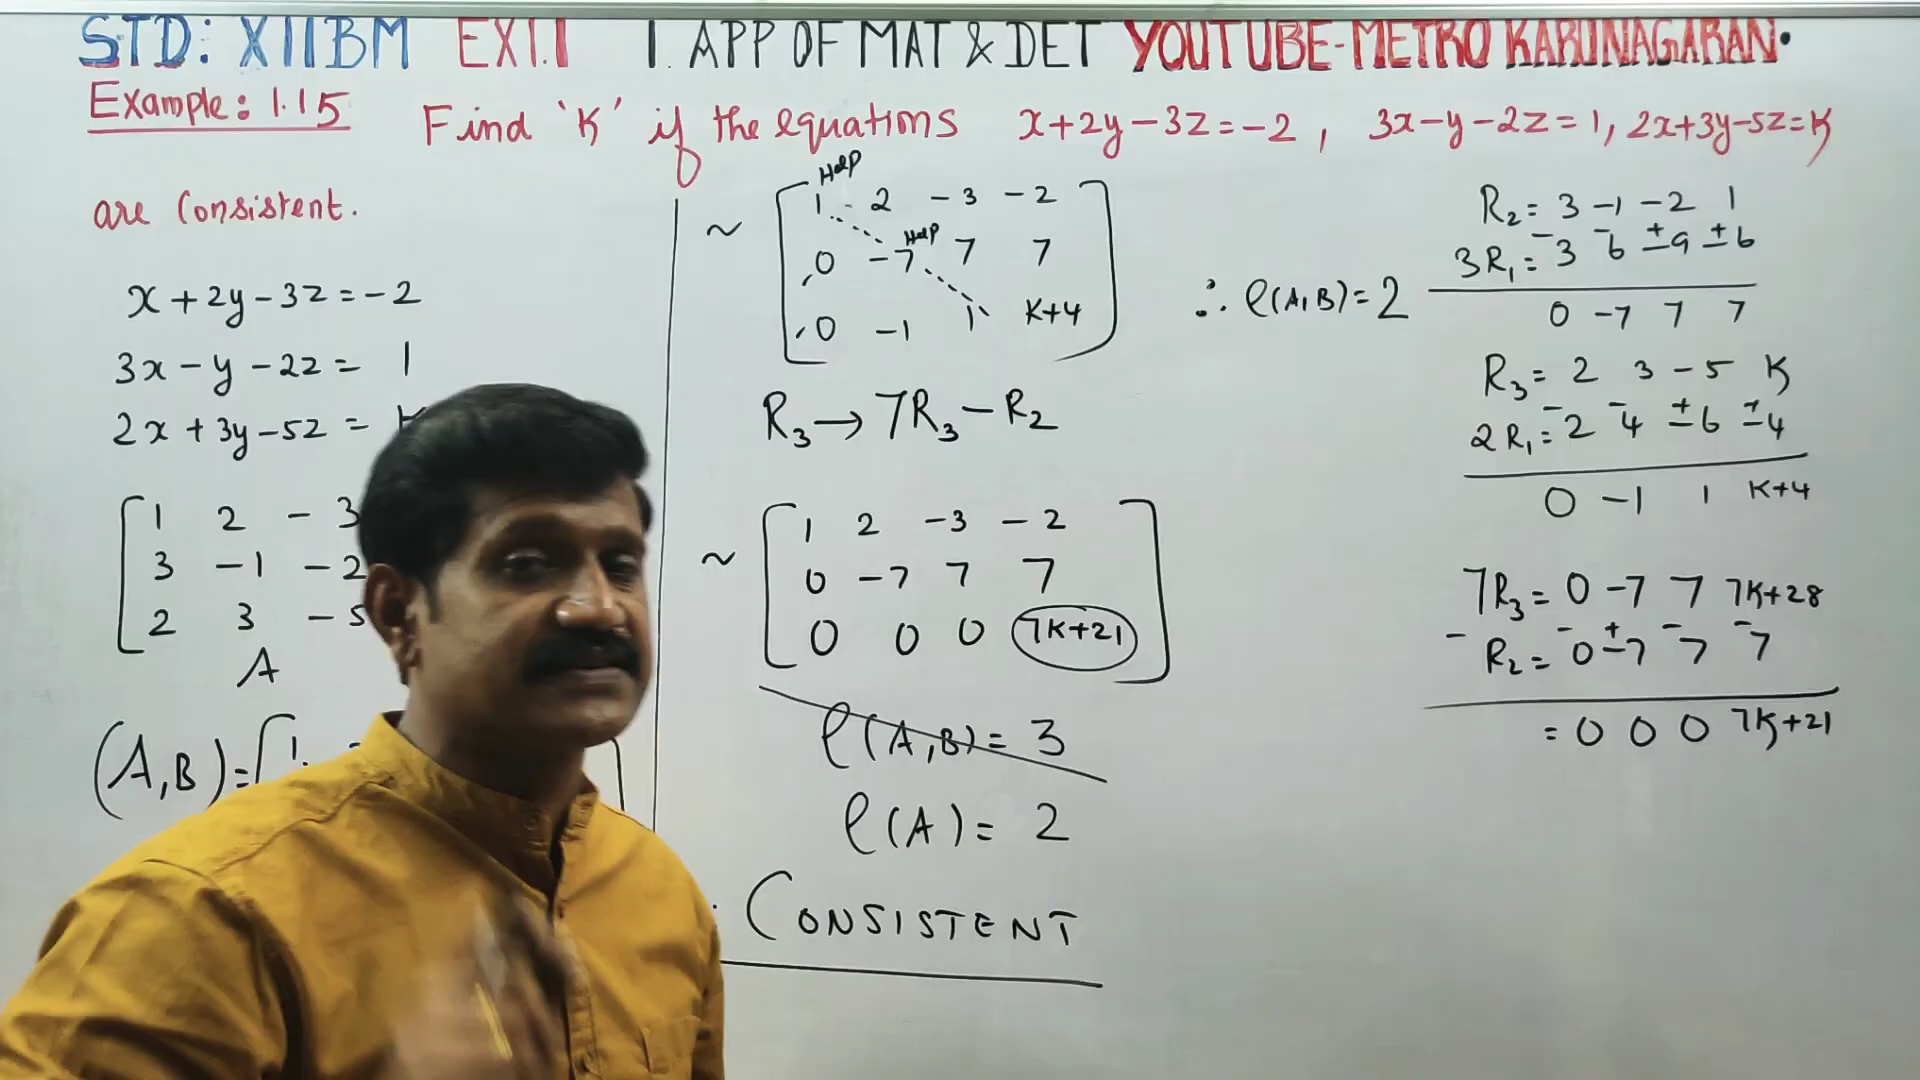 STD: XII BM EX1.1 1. APP OF MAT & DET YOUTUBE-METRO KARUNAGARAN.
Example: 1.15 Find 'K' if the equations x+2y-3z=-2, 3x-y-2z=1, 2x+3y-5z=K
are Consistent.
x+2y-3z=-2
3x-y-2z= 1
2x+3y-5z =
1 2 -3
3 -1 -2
2 3 -5
A
(A,B)= 1
Help
~ 1 2 -3 -2
Help
0 -7 7 7
0 -1 1 K+4
R3→7R3-R2
~ 1 2 -3 -2
0 -7 7 7
0 0 0 7K+21
ρ(A,B)= 3
ρ(A)= 2
CONSISTENT
∴ ρ(A,B)=2
R2= 3 -1 -2 1
3R1= 3 6 -9 -6
- - + +
0 -7 7 7
R3= 2 3 -5 K
2R1= 2 4 -6 -4
- - + +
0 -1 1 K+4
7R3= 0 -7 7 7K+28
- R2= 0 -7 7 7
- + - -
= 0 0 0 7K+21